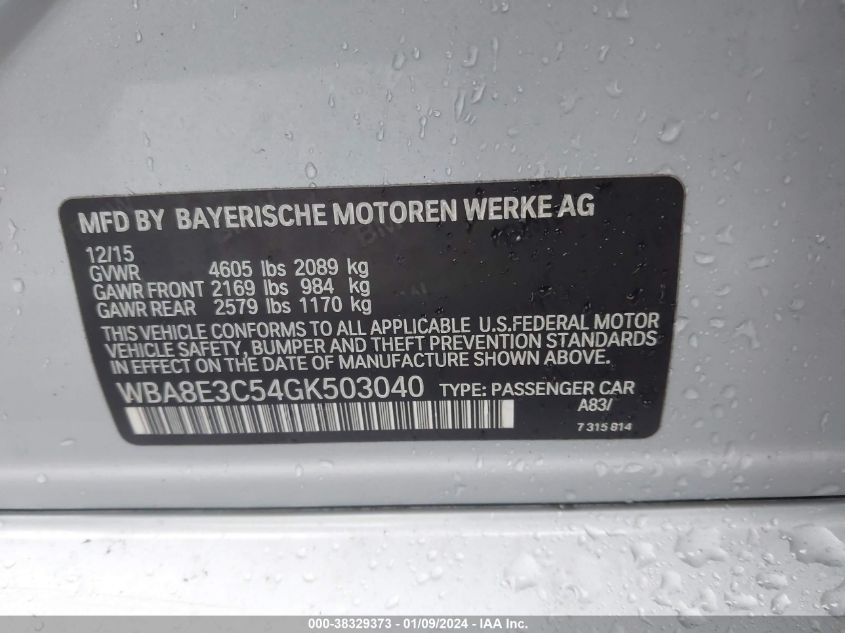 MFD BY BAYERISCHE MOTOREN WERKE AG
12/15
GVWR 4605 lbs 2089 kg
GAWR FRONT 2169 lbs 984 kg
GAWR REAR 2579 lbs 1170 kg
THIS VEHICLE CONFORMS TO ALL APPLICABLE U.S.FEDERAL MOTOR
VEHICLE SAFETY, BUMPER AND THEFT PREVENTION STANDARDS
IN EFFECT ON THE DATE OF MANUFACTURE SHOWN ABOVE.
WBA8E3C54GK503040 TYPE: PASSENGER CAR
A83/
7 315 814
000-38329373 - 01/09/2024 - IAA Inc.